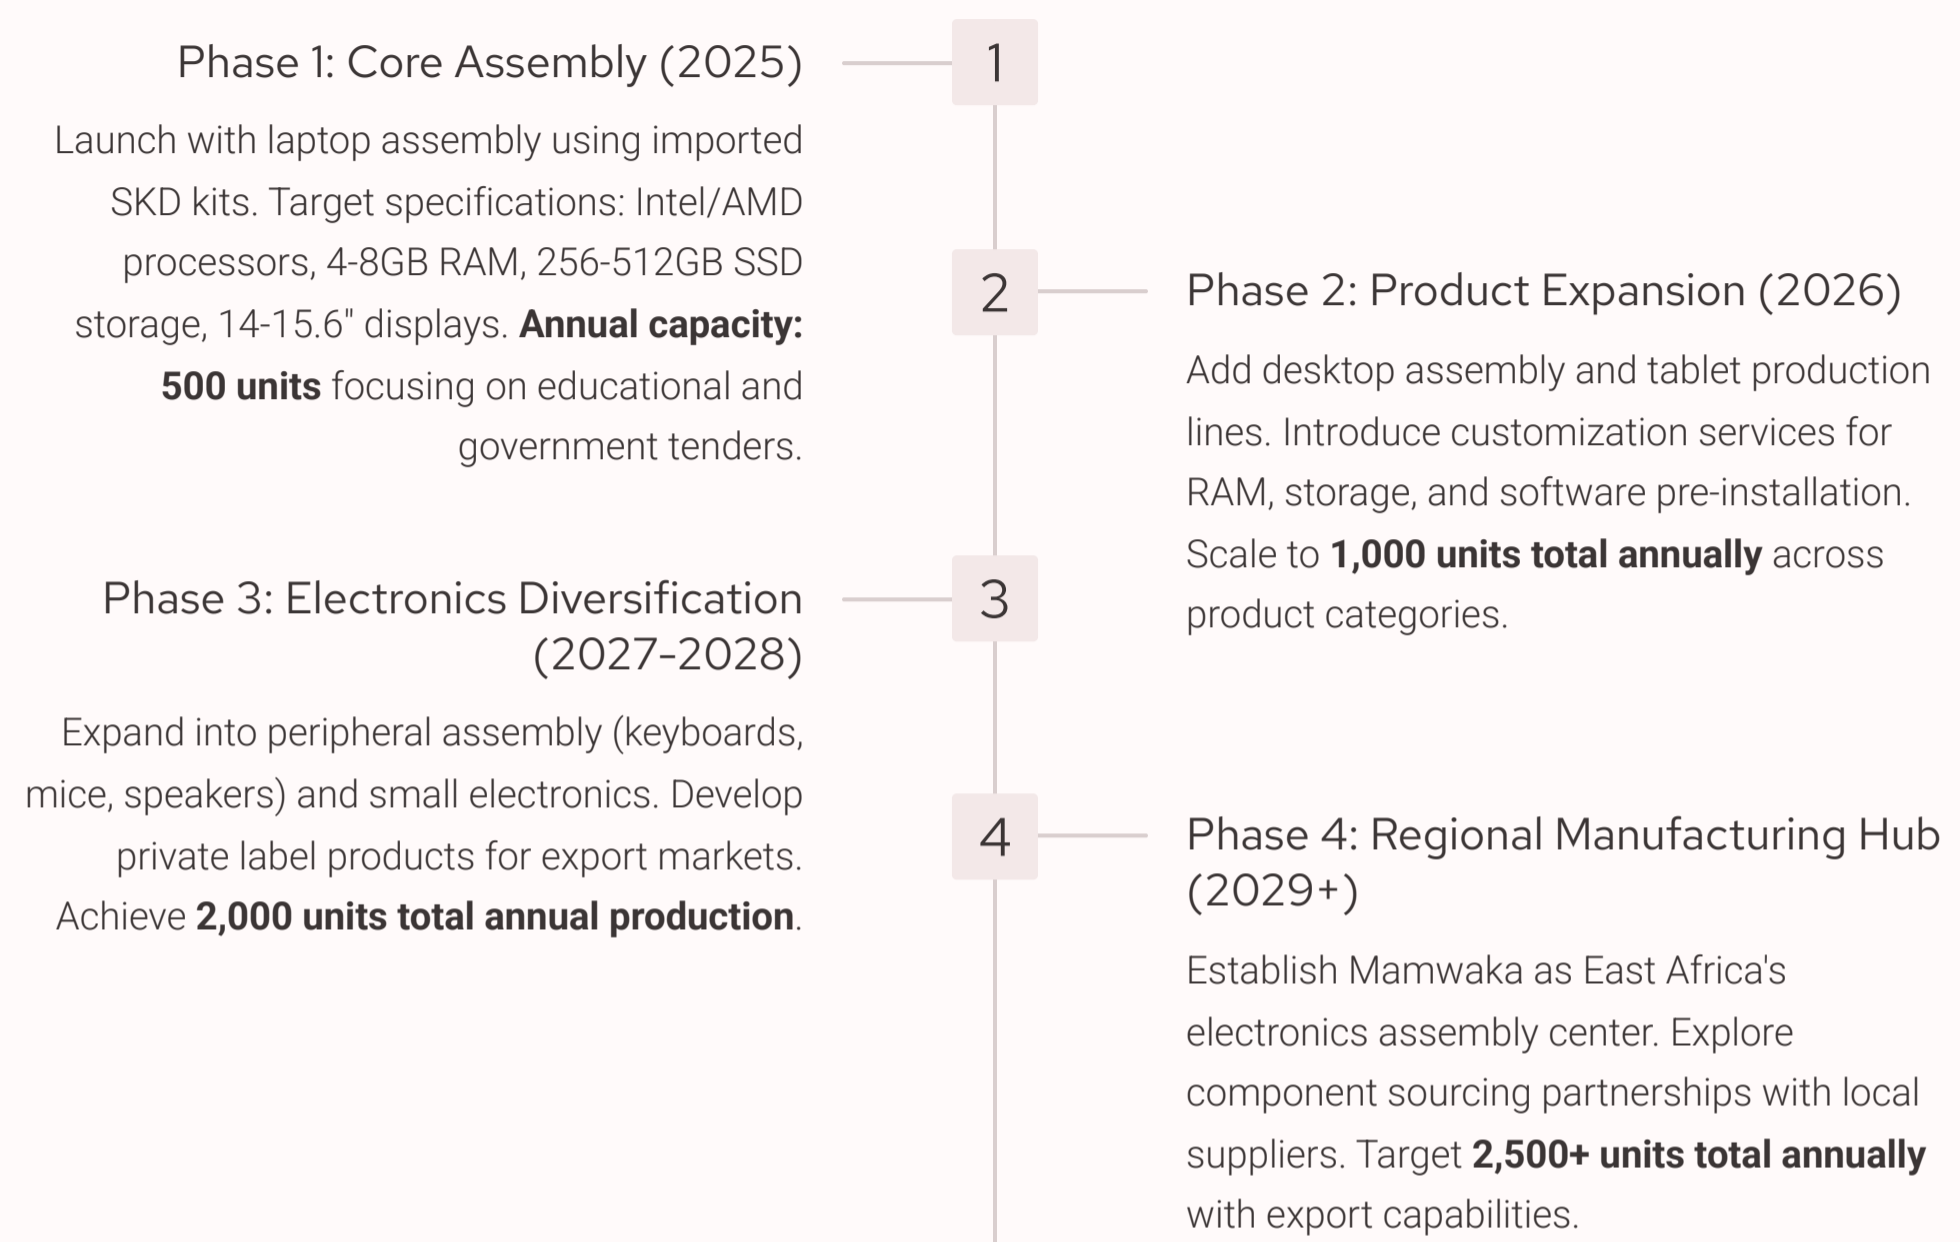 Phase 1: Core Assembly (2025)
1
Launch with laptop assembly using imported
SKD kits. Target specifications: Intel/AMD
processors, 4-8GB RAM, 256-512GB SSD
storage, 14-15.6" displays. Annual capacity:
500 units focusing on educational and
government tenders.
2
Phase 2: Product Expansion (2026)
Add desktop assembly and tablet production
lines. Introduce customization services for
RAM, storage, and software pre-installation.
Scale to 1,000 units total annually across
product categories.
Phase 3: Electronics Diversification
(2027-2028)
3
Expand into peripheral assembly (keyboards,
mice, speakers) and small electronics. Develop
private label products for export markets.
Achieve 2,000 units total annual production.
4
Phase 4: Regional Manufacturing Hub
(2029+)
Establish Mamwaka as East Africa's
electronics assembly center. Explore
component sourcing partnerships with local
suppliers. Target 2,500+ units total annually
with export capabilities.